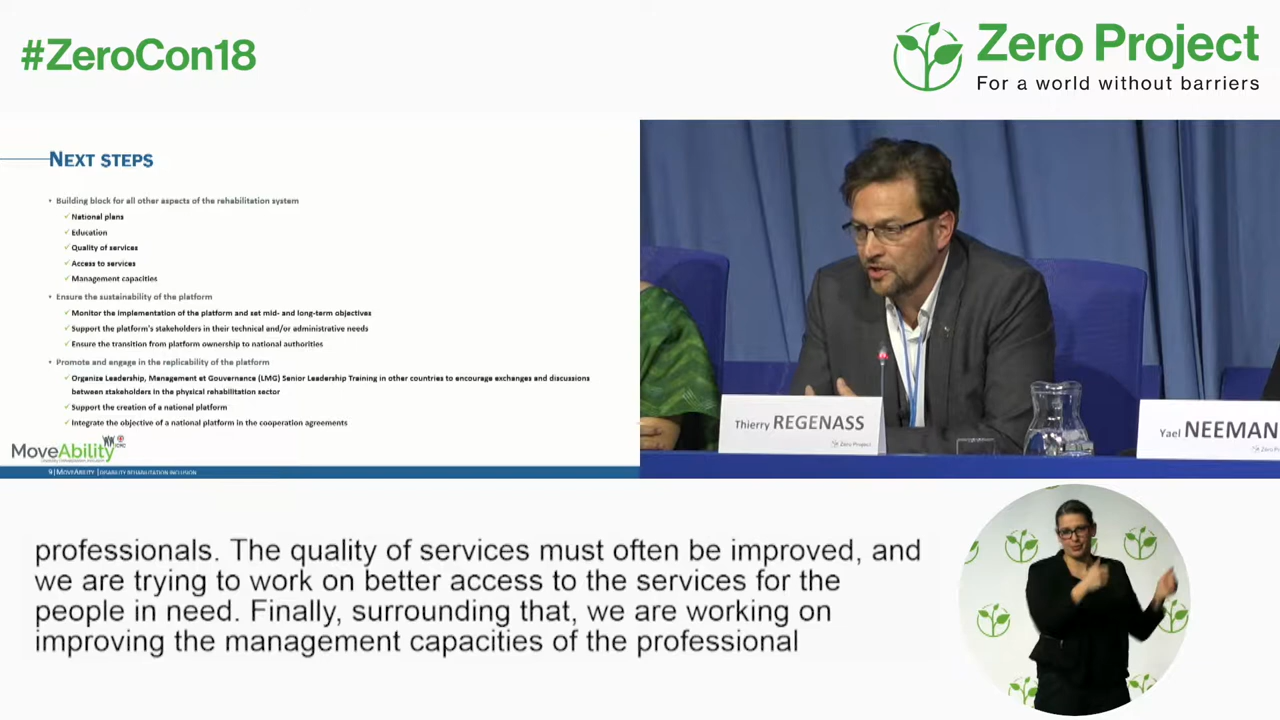 #ZeroCon18
Zero Project
For a world without barriers
NEXT STEPS
• Building block for all other aspects of the rehabilitation system
✓ National plans
✓ Education
✓ Quality of services
✓ Access to services
✓ Management capacities
• Ensure the sustainability of the platform
✓ Monitor the implementation of the platform and set mid- and long-term objectives
✓ Support the platform's stakeholders in their technical and/or administrative needs
✓ Ensure the transition from platform ownership to national authorities
• Promote and engage in the replicability of the platform
✓ Organize Leadership, Management et Gouvernance (LMG) Senior Leadership Training in other countries to encourage exchanges and discussions
between stakeholders in the physical rehabilitation sector
✓ Support the creation of a national platform
✓ Integrate the objective of a national platform in the cooperation agreements
MoveAbility
ICRC
9 | MOVEABILITY | DISABILITY REHABILITATION INCLUSION
Thierry REGENASS
Zero Project
Yael NEEMAN
professionals. The quality of services must often be improved, and
we are trying to work on better access to the services for the
people in need. Finally, surrounding that, we are working on
improving the management capacities of the professional